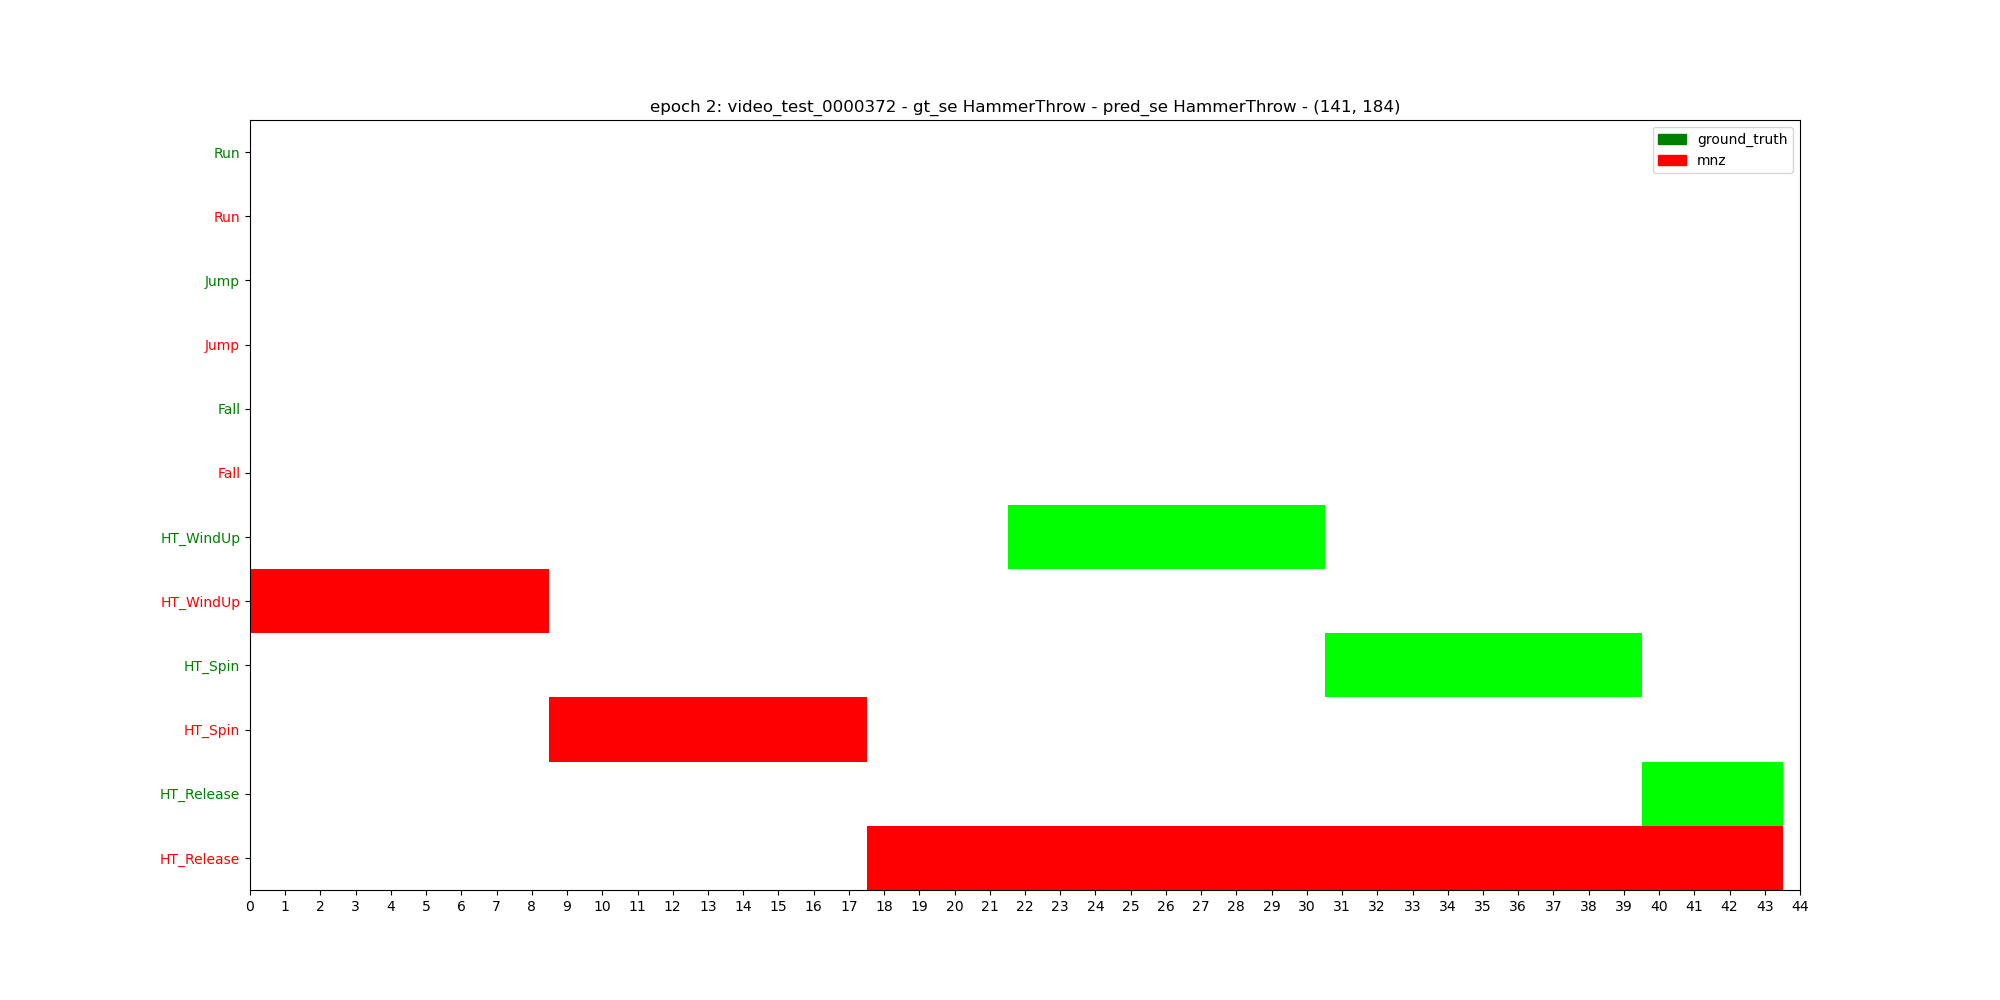 epoch 2: video_test_0000372 - gt_se HammerThrow - pred_se HammerThrow - (141, 184)
ground_truth
mnz
Run
Run
Jump
Jump
Fall
Fall
HT_WindUp
HT_WindUp
HT_Spin
HT_Spin
HT_Release
HT_Release
0 1 2 3 4 5 6 7 8 9 10 11 12 13 14 15 16 17 18 19 20 21 22 23 24 25 26 27 28 29 30 31 32 33 34 35 36 37 38 39 40 41 42 43 44